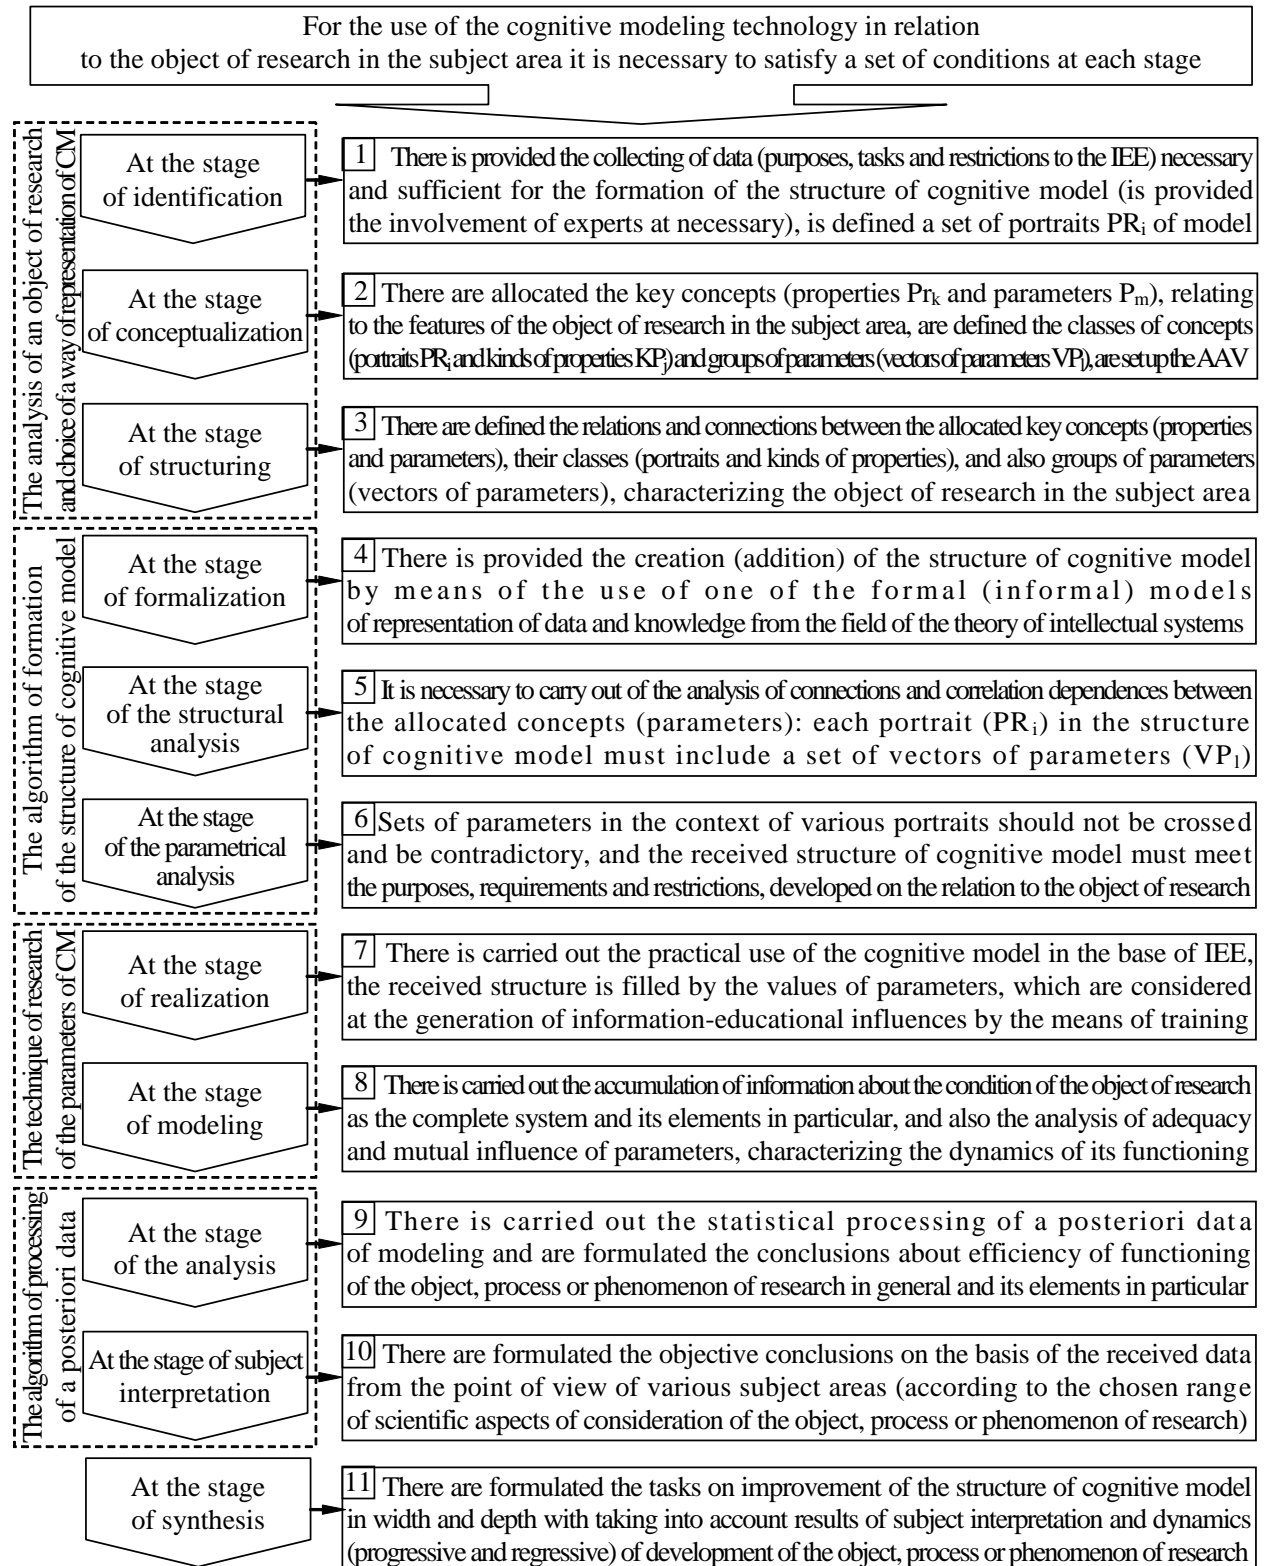 For the use of the cognitive modeling technology in relation
to the object of research in the subject area it is necessary to satisfy a set of conditions at each stage
The analysis of an object of research
and choice of a way of representation of CM
At the stage
of identification
1 There is provided the collecting of data (purposes, tasks and restrictions to the IEE) necessary
and sufficient for the formation of the structure of cognitive model (is provided
the involvement of experts at necessary), is defined a set of portraits PRi of model
At the stage
of conceptualization
2 There are allocated the key concepts (properties Prk and parameters Pm), relating
to the features of the object of research in the subject area, are defined the classes of concepts
(portraits PRi and kinds of properties KPj) and groups of parameters (vectors of parameters VPl), are set up the AAV
At the stage
of structuring
3 There are defined the relations and connections between the allocated key concepts (properties
and parameters), their classes (portraits and kinds of properties), and also groups of parameters
(vectors of parameters), characterizing the object of research in the subject area
The algorithm of formation
of the structure of cognitive model
At the stage
of formalization
4 There is provided the creation (addition) of the structure of cognitive model
by means of the use of one of the formal (informal) models
of representation of data and knowledge from the field of the theory of intellectual systems
At the stage
of the structural
analysis
5 It is necessary to carry out of the analysis of connections and correlation dependences between
the allocated concepts (parameters): each portrait (PRi) in the structure
of cognitive model must include a set of vectors of parameters (VPl)
At the stage
of the parametrical
analysis
6 Sets of parameters in the context of various portraits should not be crossed
and be contradictory, and the received structure of cognitive model must meet
the purposes, requirements and restrictions, developed on the relation to the object of research
The technique of research
of the parameters of CM
At the stage
of realization
7 There is carried out the practical use of the cognitive model in the base of IEE,
the received structure is filled by the values of parameters, which are considered
at the generation of information-educational influences by the means of training
At the stage
of modeling
8 There is carried out the accumulation of information about the condition of the object of research
as the complete system and its elements in particular, and also the analysis of adequacy
and mutual influence of parameters, characterizing the dynamics of its functioning
The algorithm of processing
of a posteriori data
At the stage
of the analysis
9 There is carried out the statistical processing of a posteriori data
of modeling and are formulated the conclusions about efficiency of functioning
of the object, process or phenomenon of research in general and its elements in particular
At the stage of subject
interpretation
10 There are formulated the objective conclusions on the basis of the received data
from the point of view of various subject areas (according to the chosen range
of scientific aspects of consideration of the object, process or phenomenon of research)
At the stage
of synthesis
11 There are formulated the tasks on improvement of the structure of cognitive model
in width and depth with taking into account results of subject interpretation and dynamics
(progressive and regressive) of development of the object, process or phenomenon of research